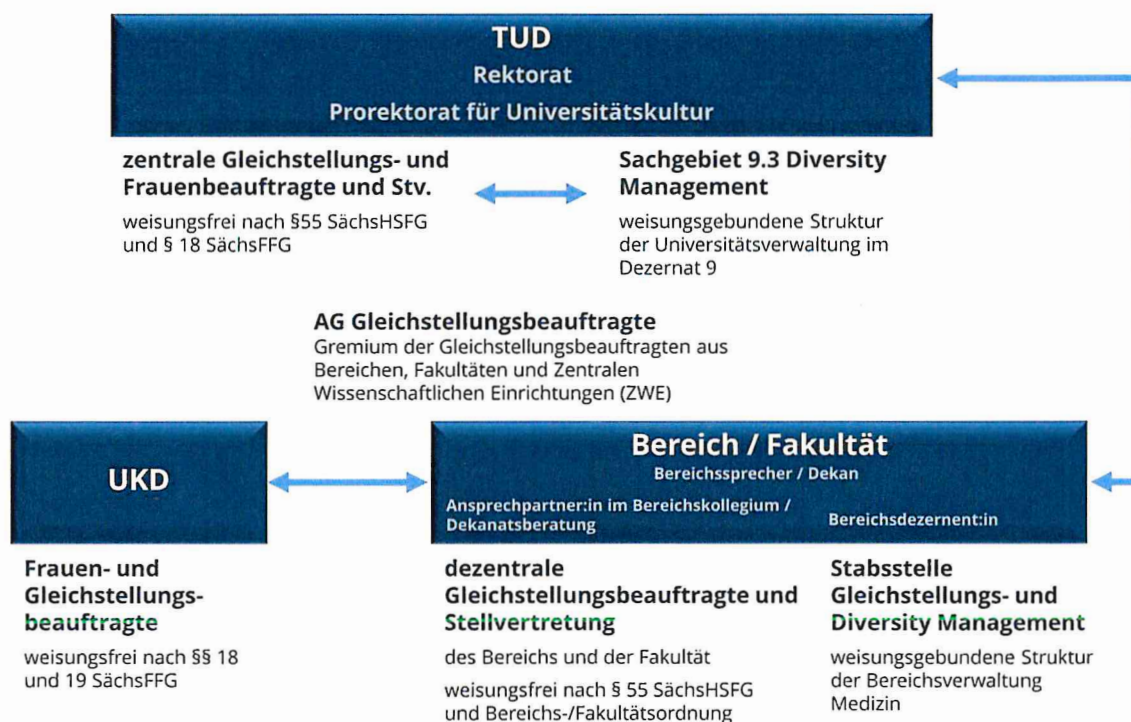 TUD
Rektorat
Prorektorat für Universitätskultur
zentrale Gleichstellungs- und
Frauenbeauftragte und Stv.
weisungsfrei nach §55 SächsHSFG
und § 18 SächsFFG
Sachgebiet 9.3 Diversity
Management
weisungsgebundene Struktur
der Universitätsverwaltung im
Dezernat 9
AG Gleichstellungsbeauftragte
Gremium der Gleichstellungsbeauftragten aus
Bereichen, Fakultäten und Zentralen
Wissenschaftlichen Einrichtungen (ZWE)
UKD
Bereich / Fakultät
Bereichssprecher / Dekan
Ansprechpartner:in im Bereichskollegium /
Dekanatsberatung
Bereichsdezernent:in
Frauen- und
Gleichstellungs-
beauftragte
weisungsfrei nach §§ 18
und 19 SächsFFG
dezentrale
Gleichstellungsbeauftragte und
Stellvertretung
des Bereichs und der Fakultät
weisungsfrei nach § 55 SächsHSFG
und Bereichs-/Fakultätsordnung
Stabsstelle
Gleichstellungs- und
Diversity Management
weisungsgebundene Struktur
der Bereichsverwaltung
Medizin